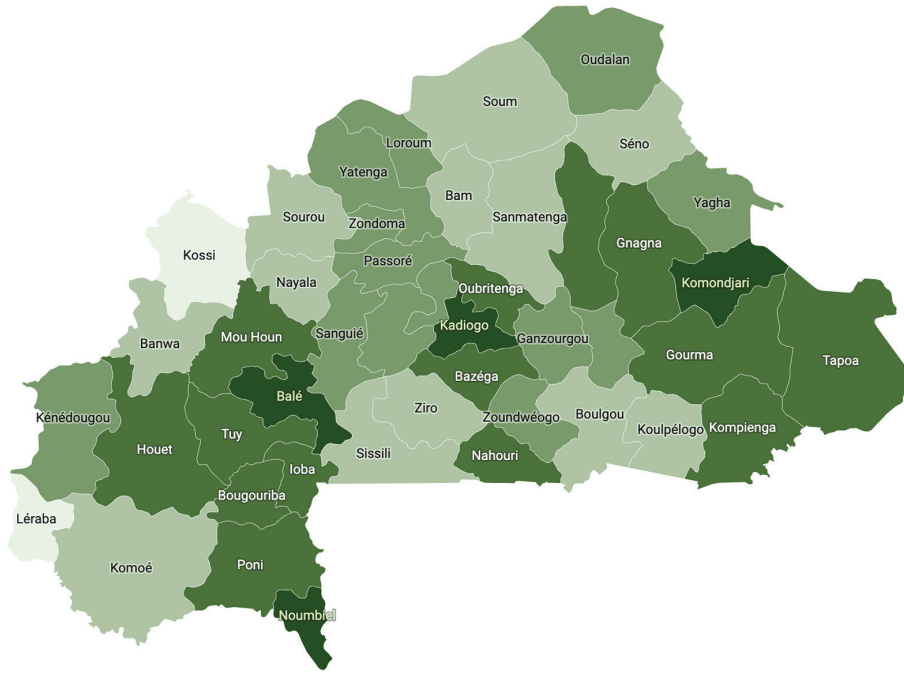 Oudalan
Soum
Loroum
Séno
Yatenga
Bam
Yagha
Sourou
Sanmatenga
Zondoma
Gnagna
Kossi
Passoré
Nayala
Komondjari
Oubritenga
Kadiogo
Mou Houn
Sanguié
Ganzourgou
Banwa
Gourma
Tapoa
Bazéga
Balé
Ziro
Boulgou
Kénédougou
Zoundwéogo
Kompienga
Koulpélogo
Tuy
Houet
Sissili
Nahouri
Ioba
Bougouriba
Léraba
Poni
Komoé
Noumbiel